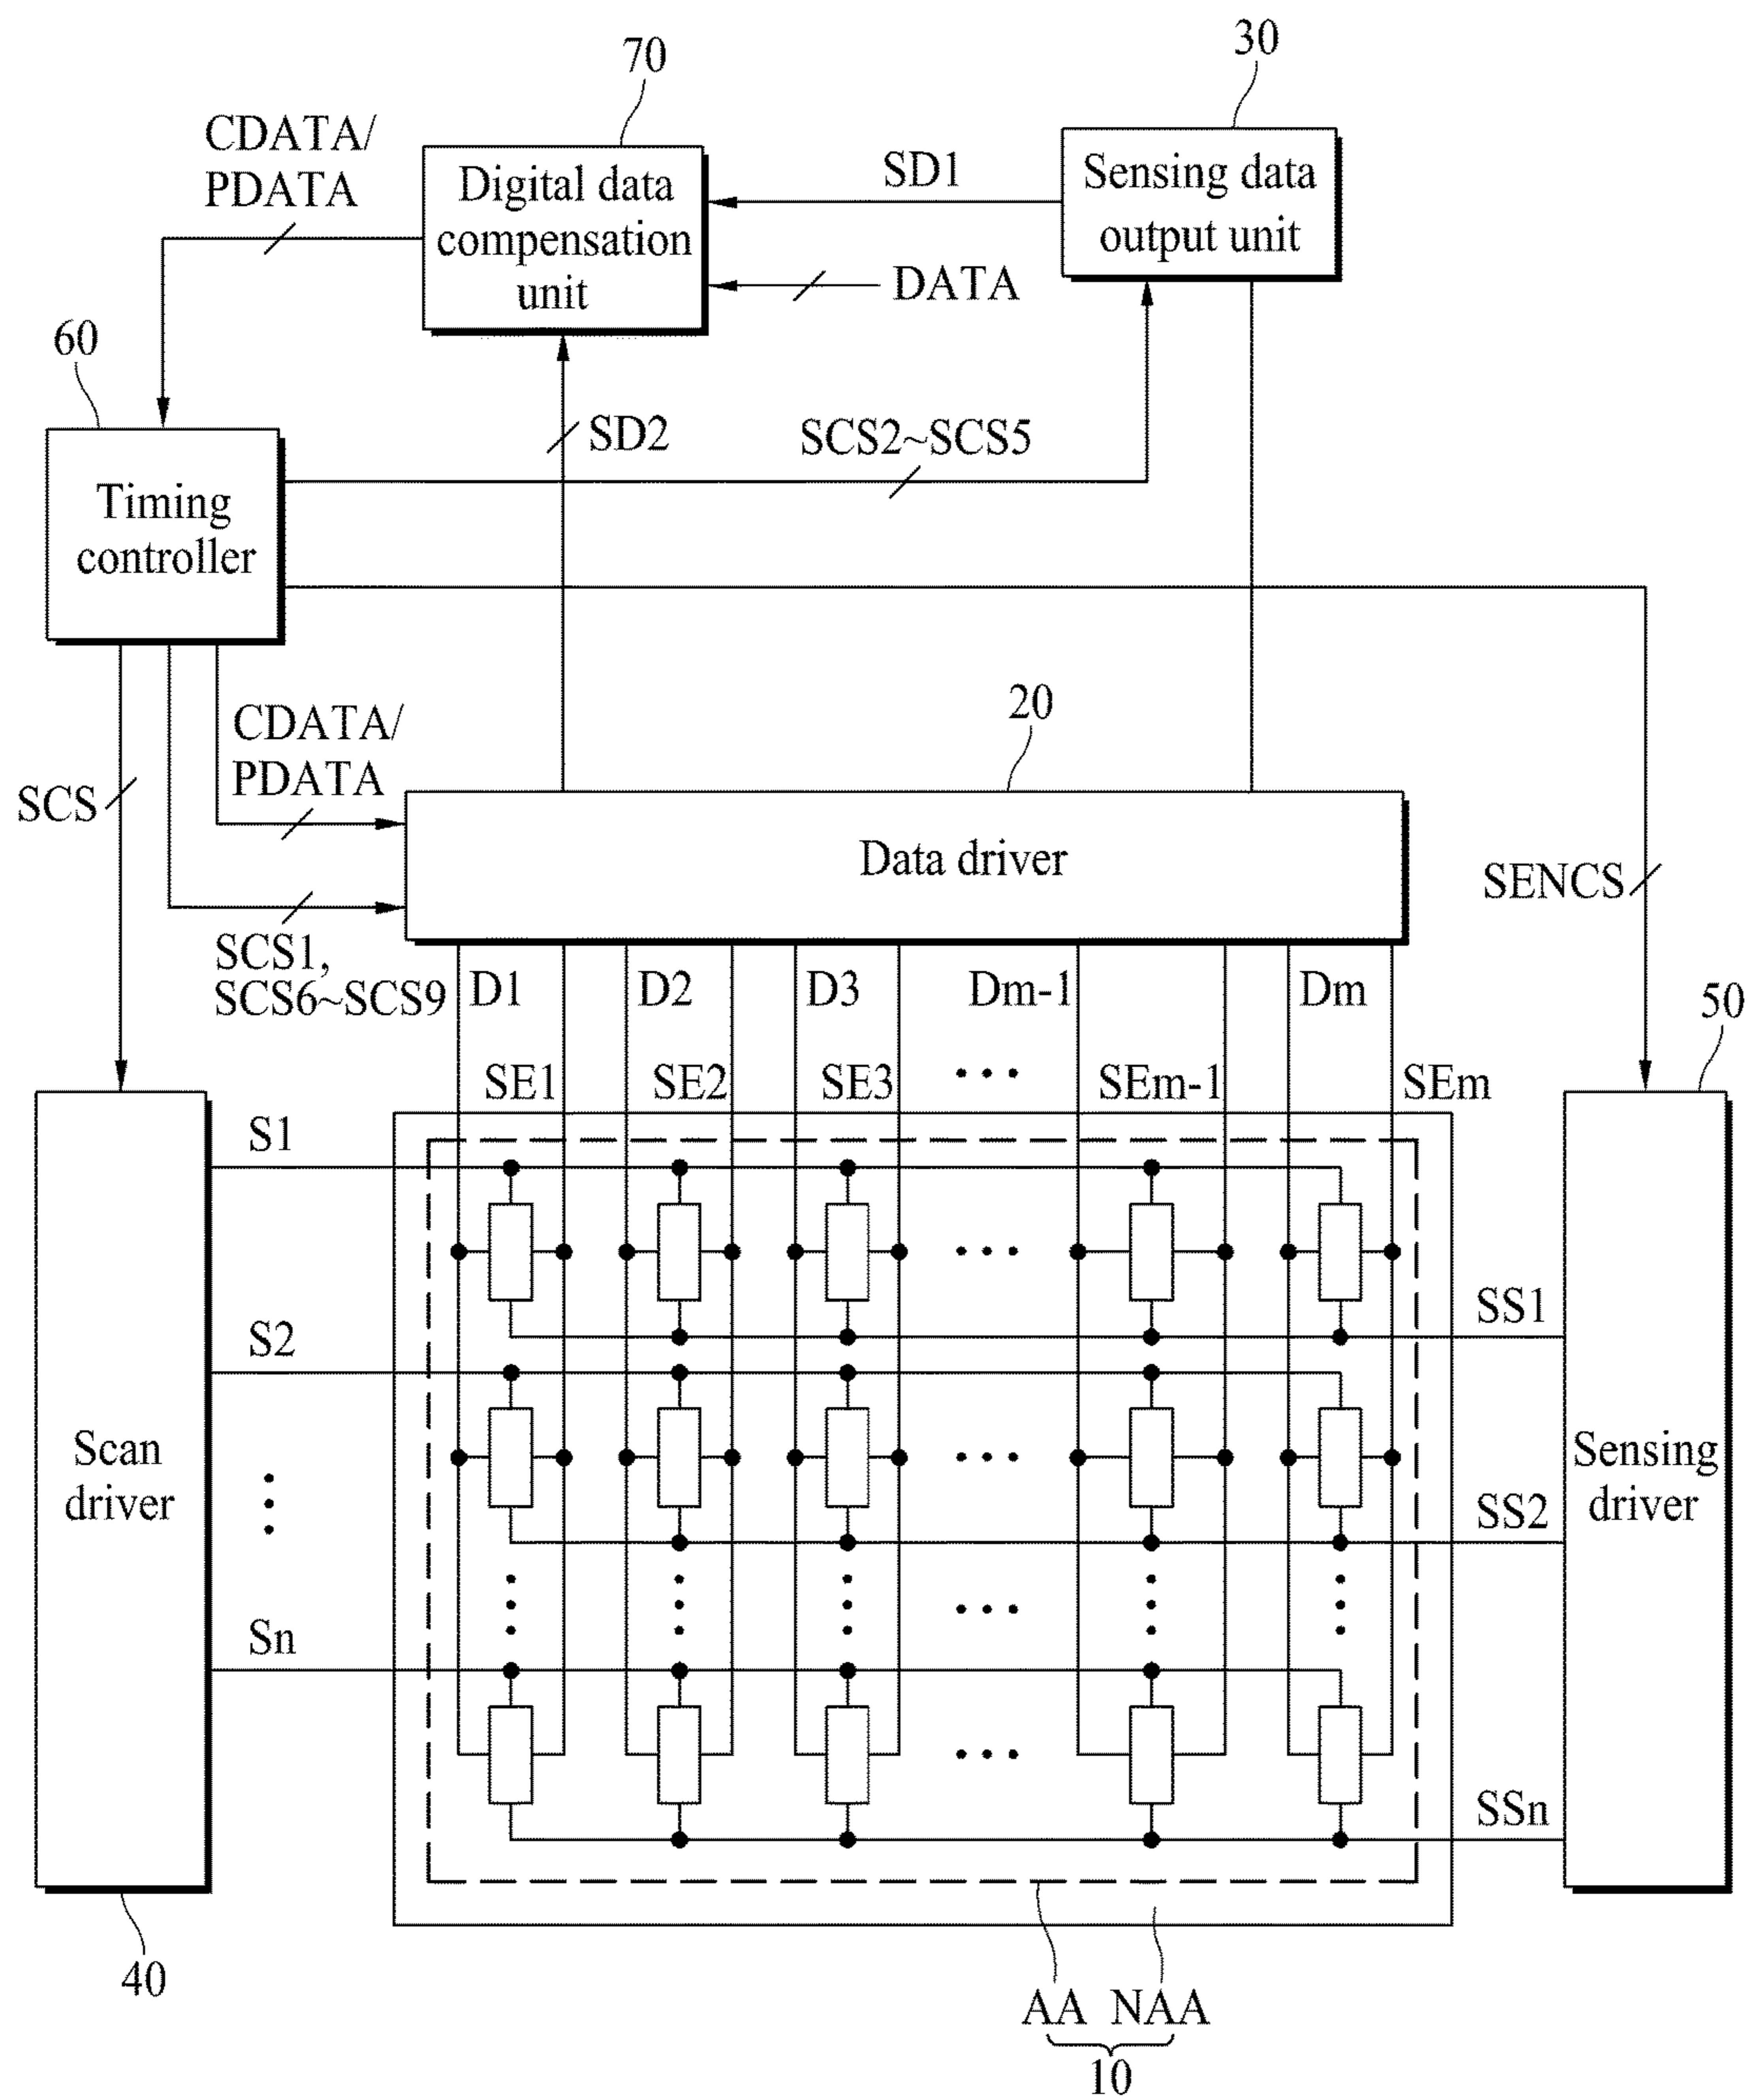 70
30
CDATA/
PDATA
Digital data
compensation
unit
SD1
Sensing data
output unit
DATA
60
SD2
SCS2~SCS5
Timing
controller
CDATA/
PDATA
20
SCS
Data driver
SENCS
SCS1,
SCS6~SCS9
D1
D2
D3
Dm-1
Dm
50
SE1
SE2
SE3
SEm-1
SEm
S1
SS1
S2
Scan
driver
Sensing
driver
SS2
Sn
SSn
40
AA NAA
10